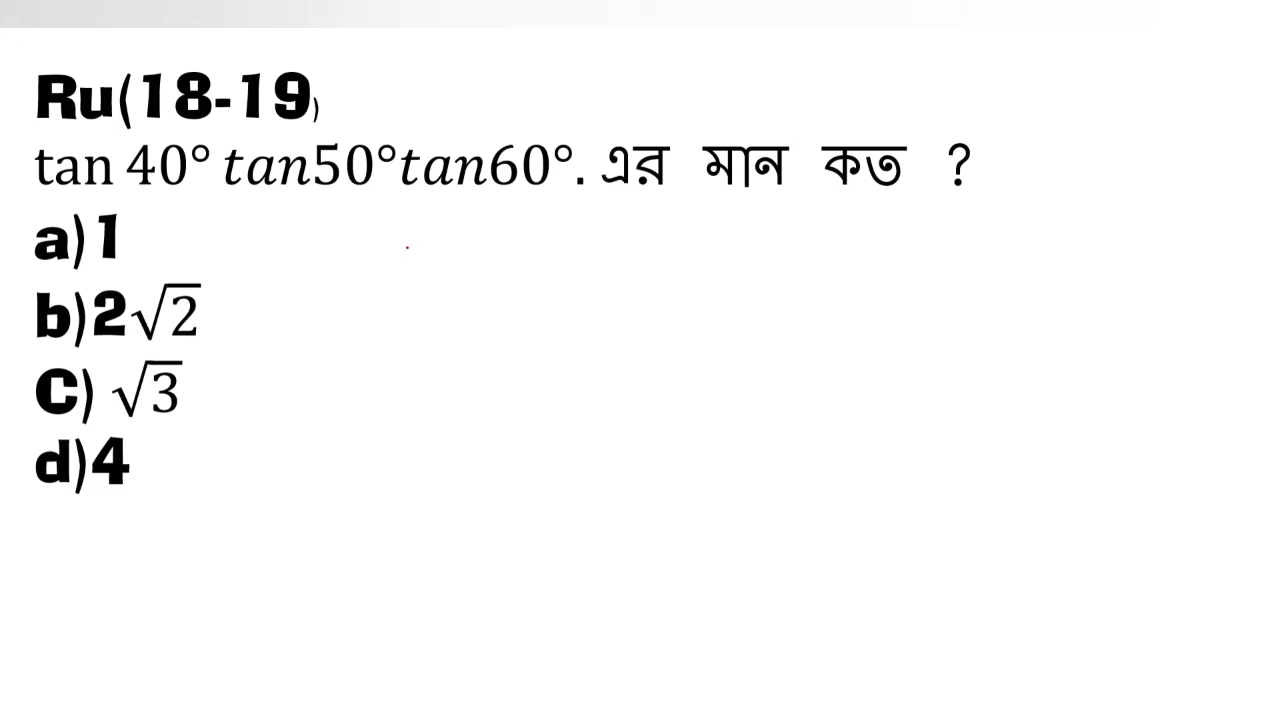 Ru(18-19)
tan 40° tan50°tan60°. এর মান কত ?
a)1
b)2√2
C) √3
d)4